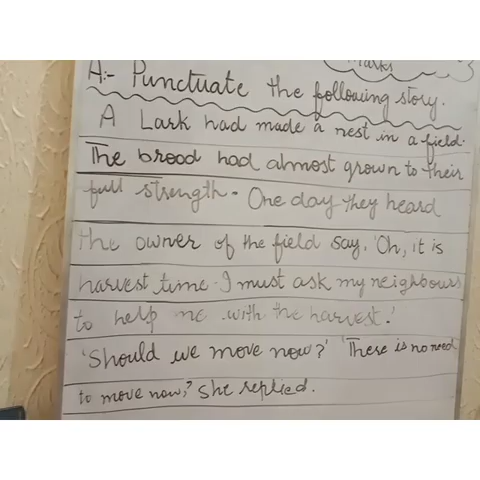 Marks 3
A:- Punctuate the following story.
A Lark had made a nest in a field.
The brood had almost grown to their
full strength. One day they heard
the owner of the field say, 'Oh, it is
harvest time. I must ask my neighbours
to help me with the harvest.'
'Should we move now?' 'There is no need
to move now,' She replied.